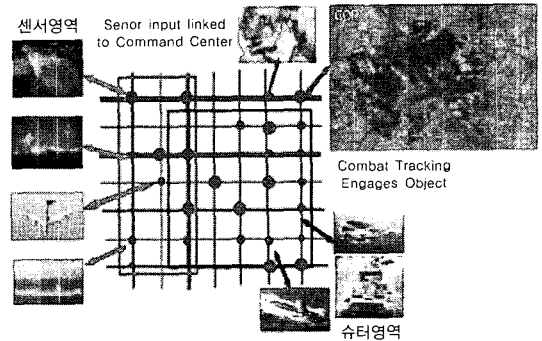 센서영역
Senor input linked
to Command Center
COP
Combat Tracking
Engages Object
슈터영역